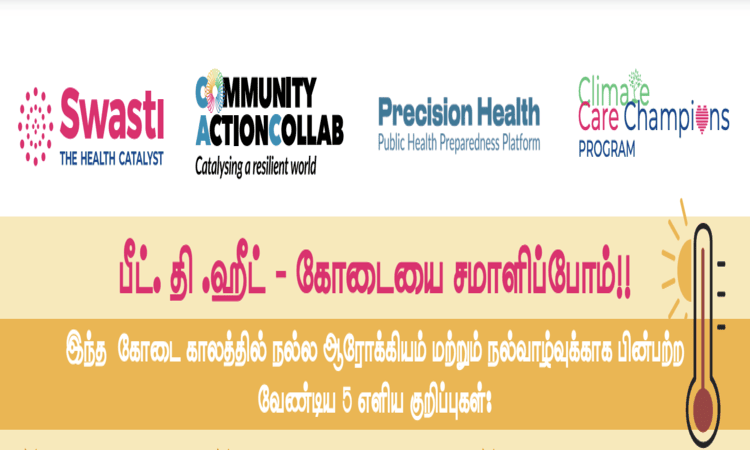 Swasti
THE HEALTH CATALYST
COMMUNITY
ACTIONCOLLAB
Catalysing a resilient world
Precision Health
Public Health Preparedness Platform
Climate
Care Champions
PROGRAM
பீட் தி ஹீட் - கோடையை சமாளிப்போம்!!
இந்த கோடை காலத்தில் நல்ல ஆரோக்கியம் மற்றும் நல்வாழ்வுக்காக பின்பற்ற
வேண்டிய 5 எளிய குறிப்புகள்: